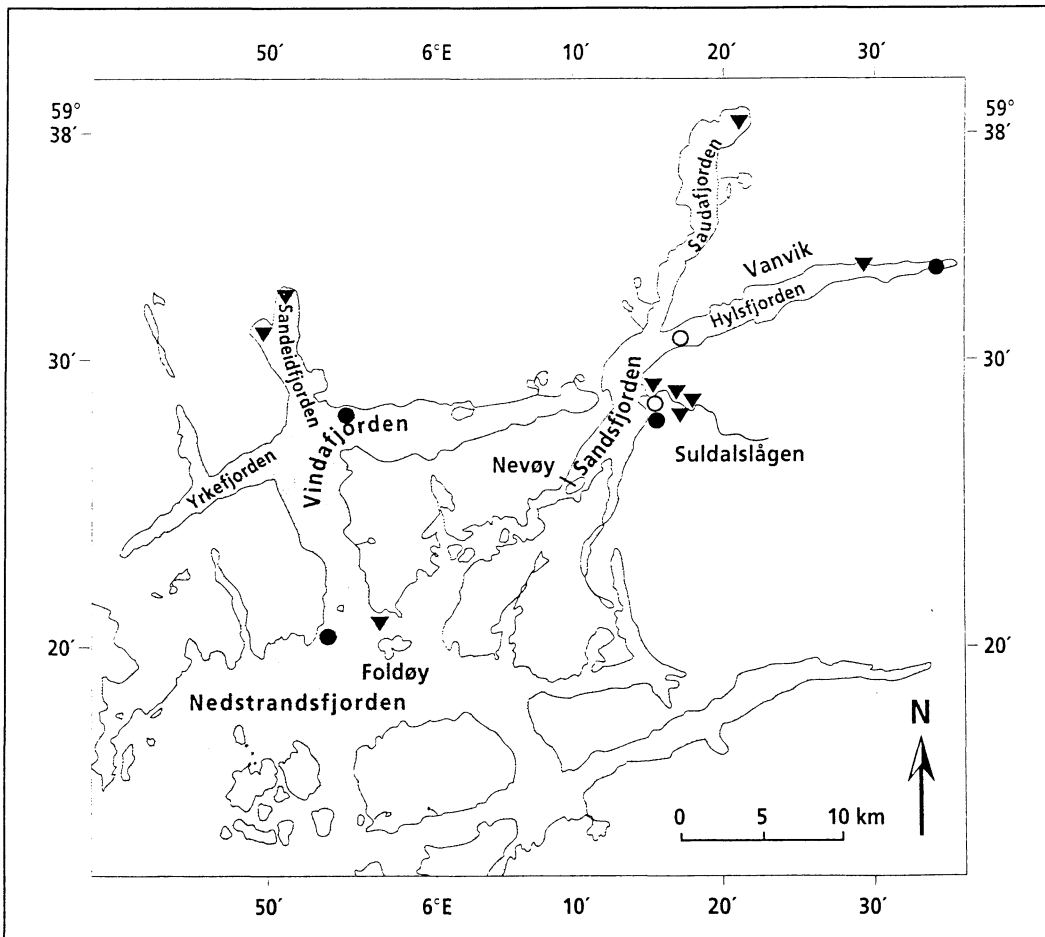 50′ 6°E 10′ 20′ 30′
59° 59°
38′ 38′
Saudafjorden
Vanvik
Hylsfjorden
Sandeidfjorden
30′ 30′
Sandsfjorden
Vindafjorden
Suldalslågen
Nevøy
Yrkefjorden
20′ 20′
Foldøy
Nedstrandsfjorden
N
0 5 10 km
50′ 6°E 10′ 20′ 30′